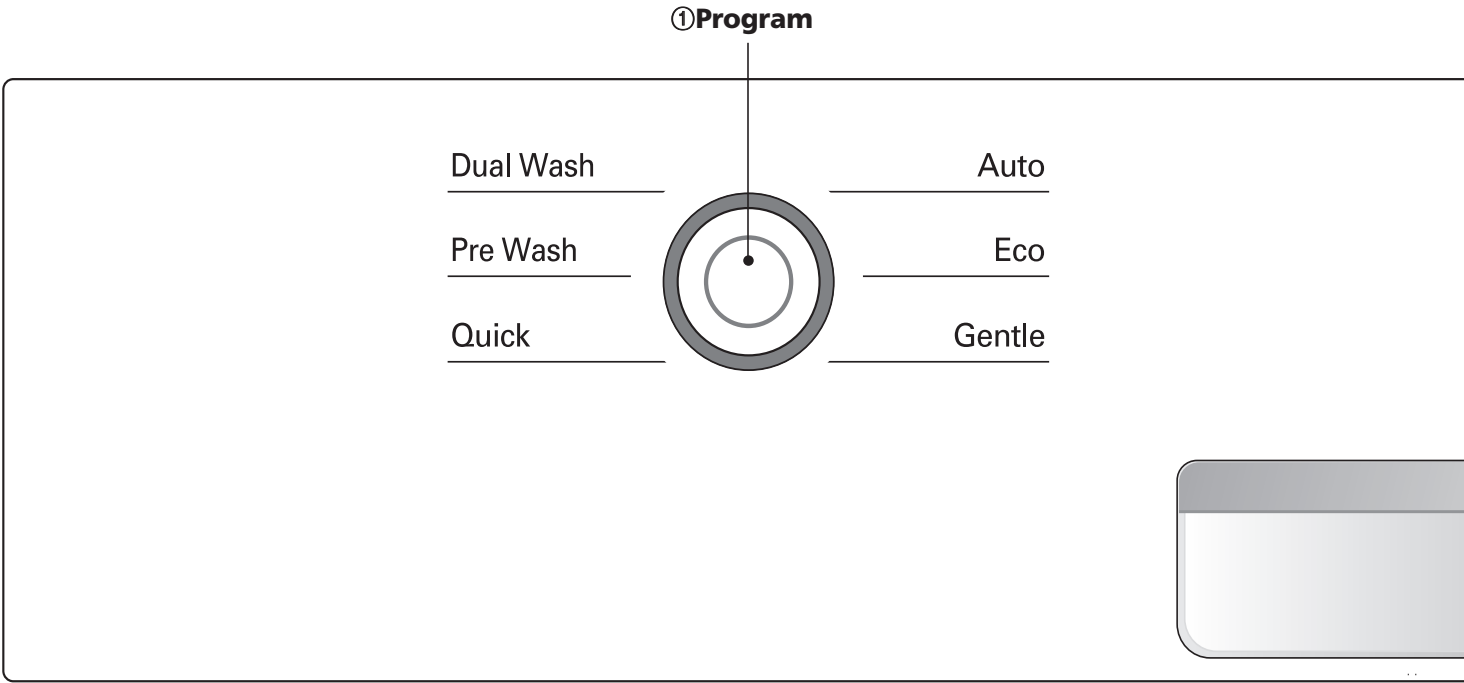 ①Program
Dual Wash
Auto
Pre Wash
Eco
Quick
Gentle